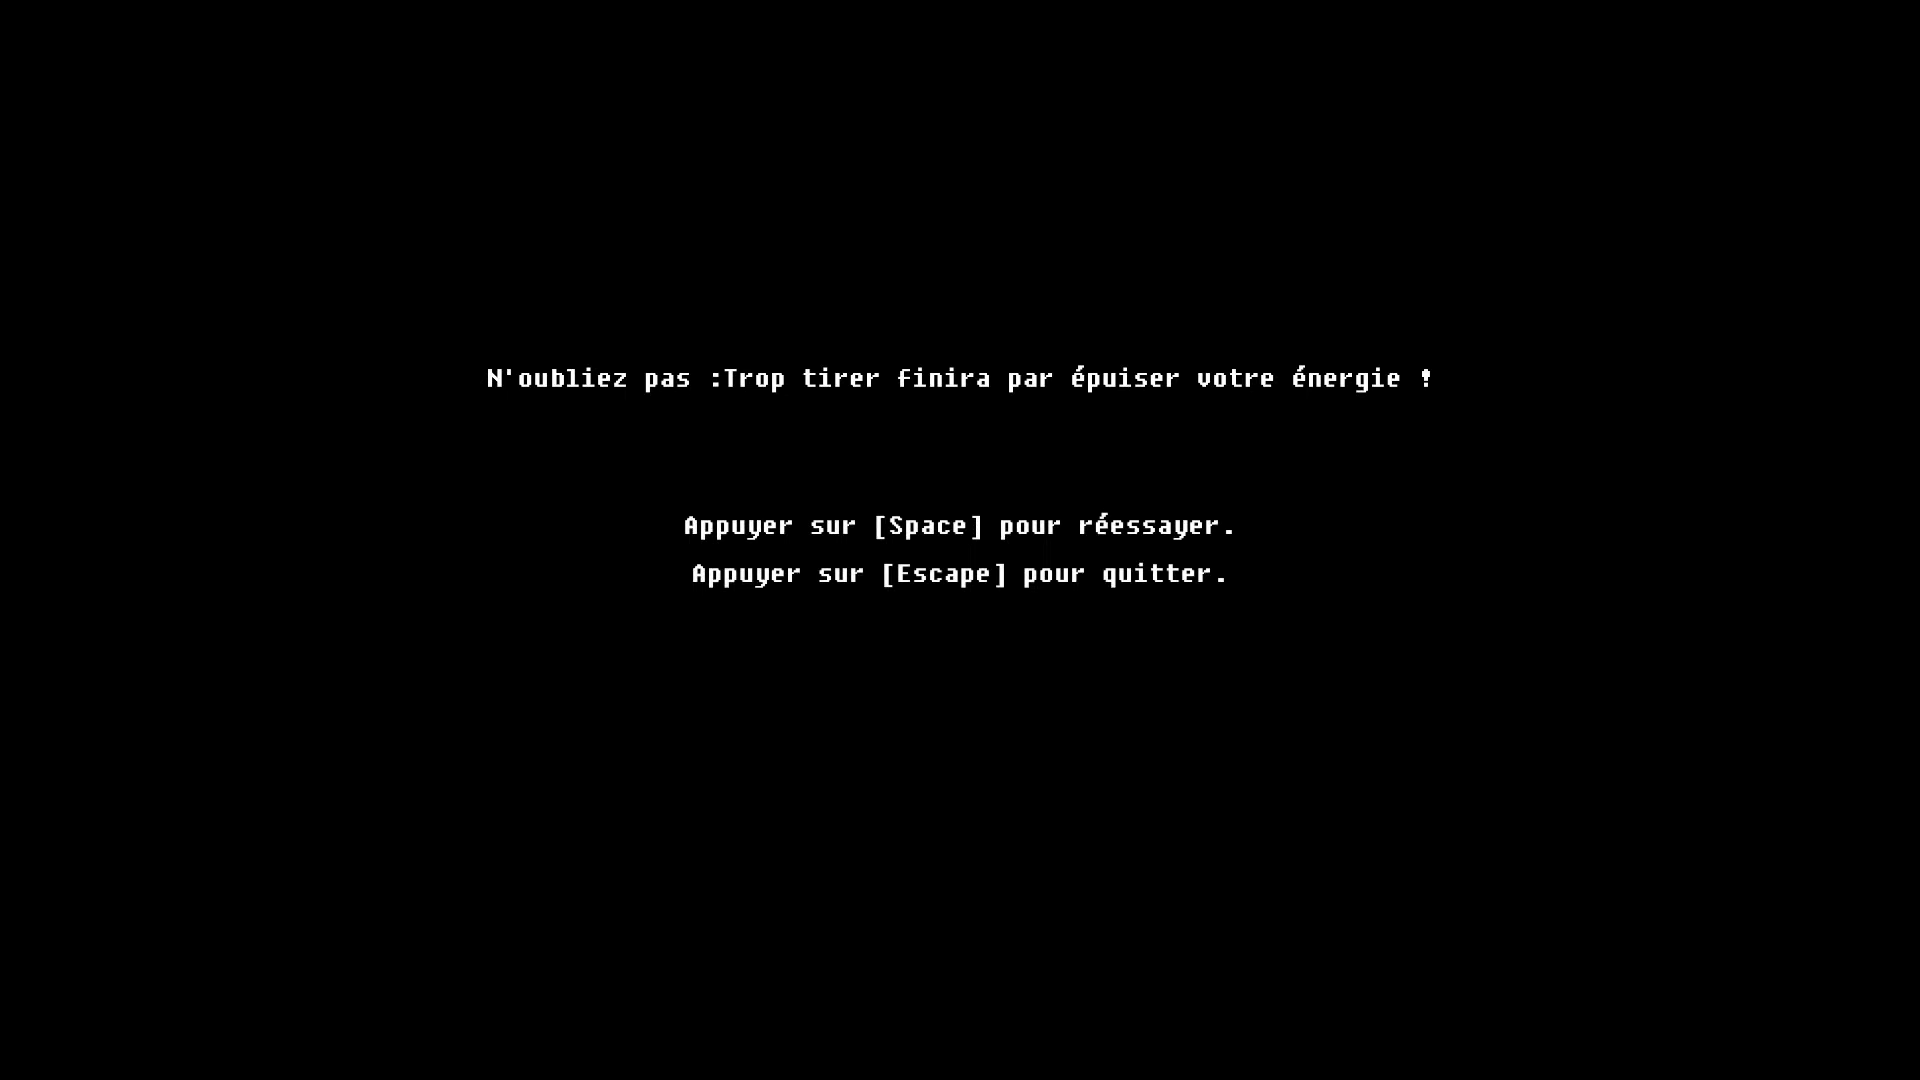 N'oubliez pas :Trop tirer finira par épuiser votre énergie !
Appuyer sur [Space] pour réessayer.
Appuyer sur [Escape] pour quitter.